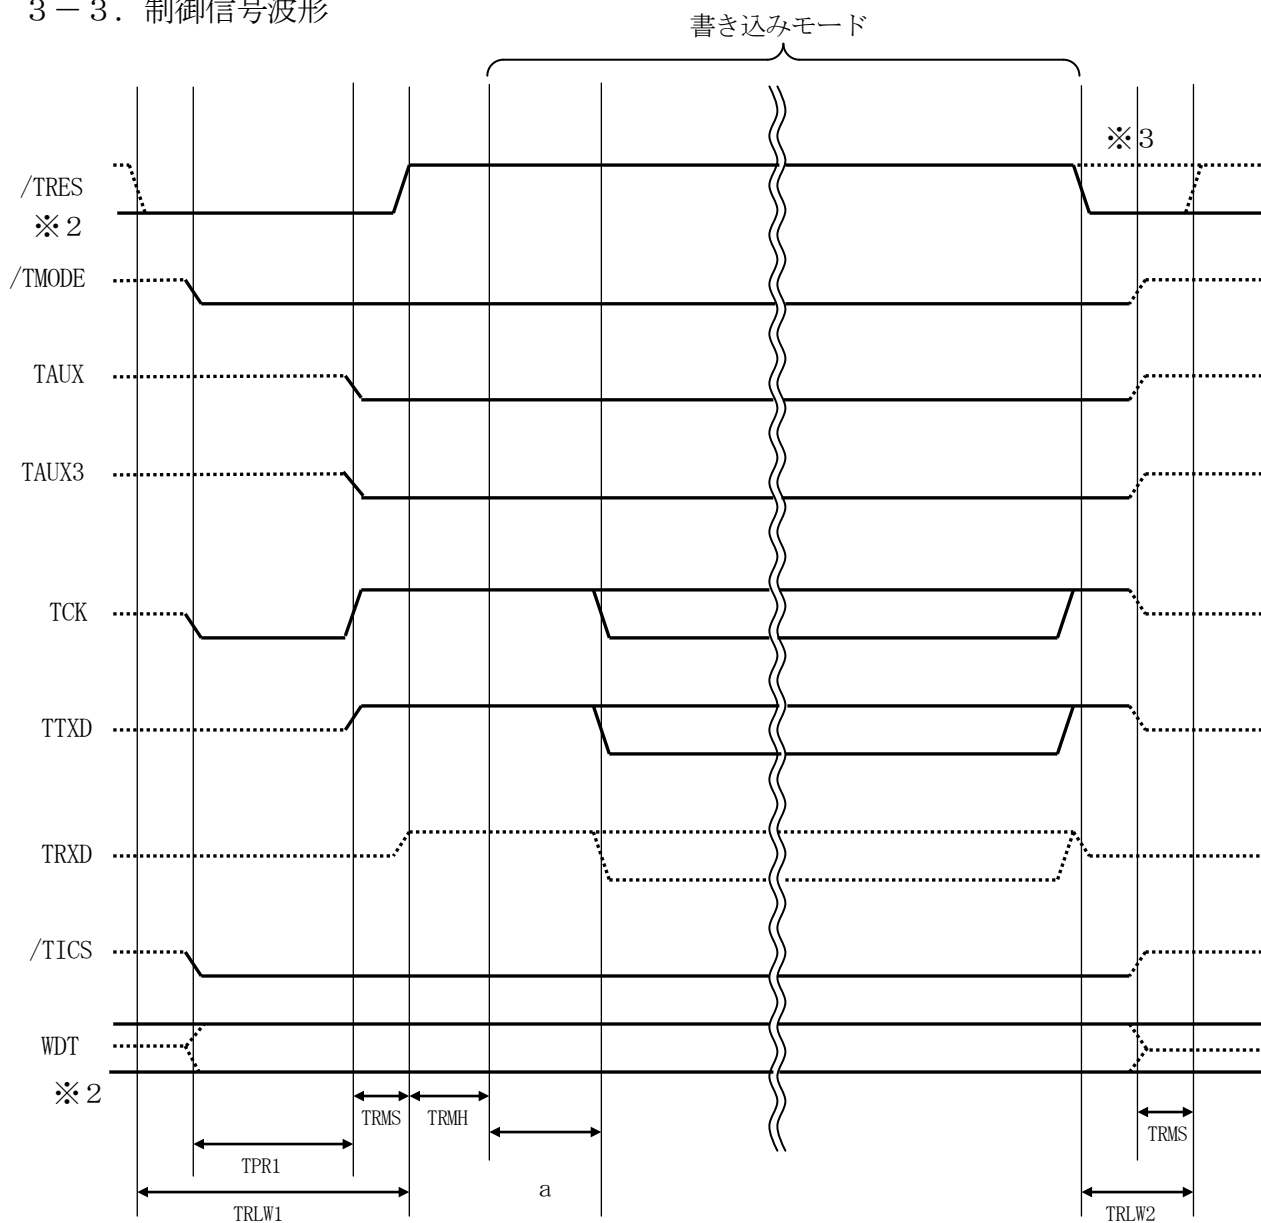 ３－３．制御信号波形
書き込みモード
※３
/TRES
※２
/TMODE
TAUX
TAUX3
TCK
TTXD
TRXD
/TICS
WDT
※２
TRMS
TRMH
TRMS
TPR1
a
TRLW1
TRLW2